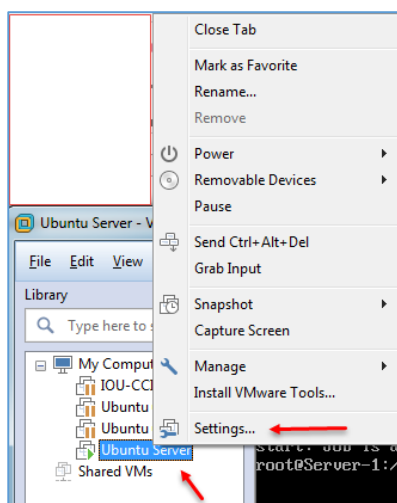 Close Tab
Mark as Favorite
Rename...
Remove
Power
Removable Devices
Pause
Send Ctrl+Alt+Del
Grab Input
Snapshot
Capture Screen
Manage
Install VMware Tools...
Settings...
Ubuntu Server - V
File Edit View
Library
Type here to s
My Comput
IOU-CCI
Ubuntu
Ubuntu
Ubuntu Server
Shared VMs
start: Job is a
root@Server-1:/